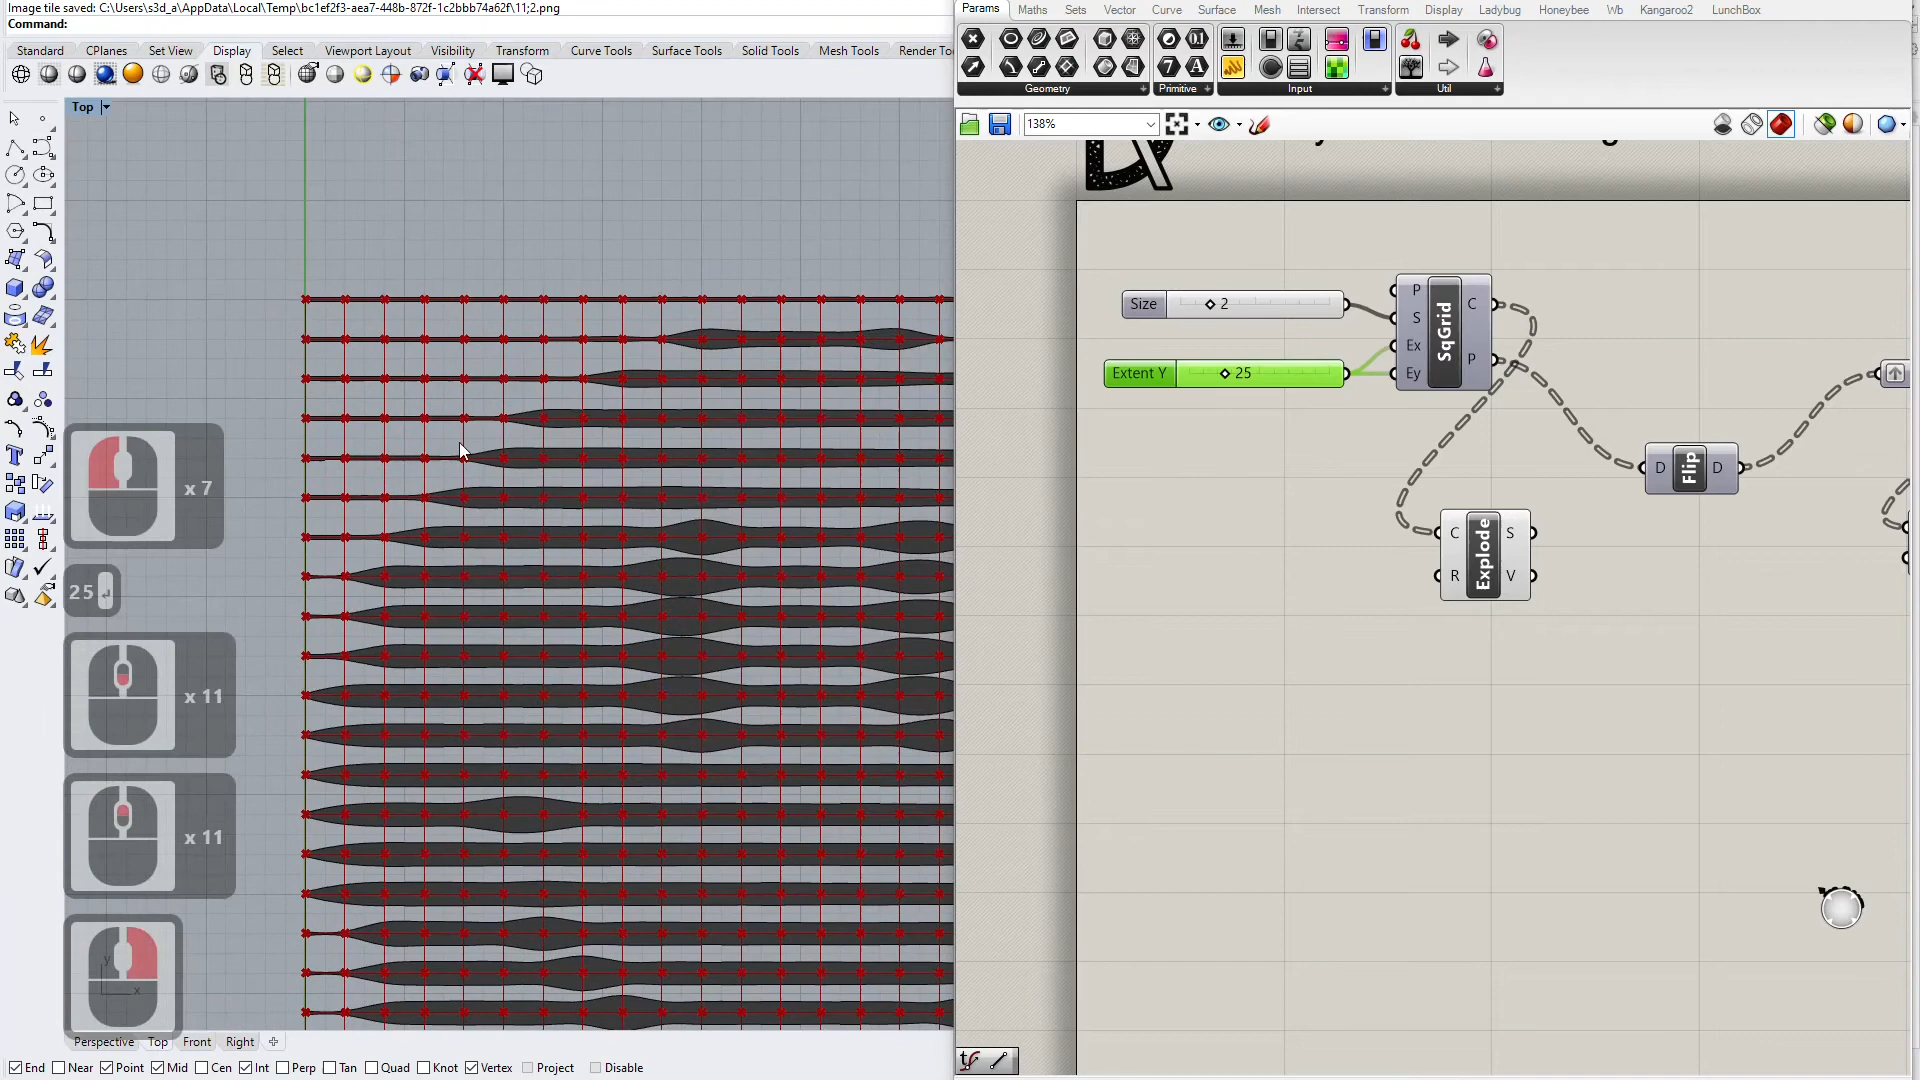 Image tile saved: C:\Users\s3d_a\AppData\Local\Temp\bc1ef2f3-aea7-448b-872f-1c2bbb74a62f\11;2.png
Command:
Standard CPlanes Set View Display Select Viewport Layout Visibility Transform Curve Tools Surface Tools Solid Tools Mesh Tools Render To
Top
x 7
25
x 11
x 11
y
x
Perspective Top Front Right
End Near Point Mid Cen Int Perp Tan Quad Knot Vertex Project Disable
Params Maths Sets Vector Curve Surface Mesh Intersect Transform Display Ladybug Honeybee Wb Kangaroo2 LunchBox
Geometry Primitive Input Util
138%
Size 2
Extent Y 25
P S Ex Ey SqGrid C P
D Flip D
C R Explode S V